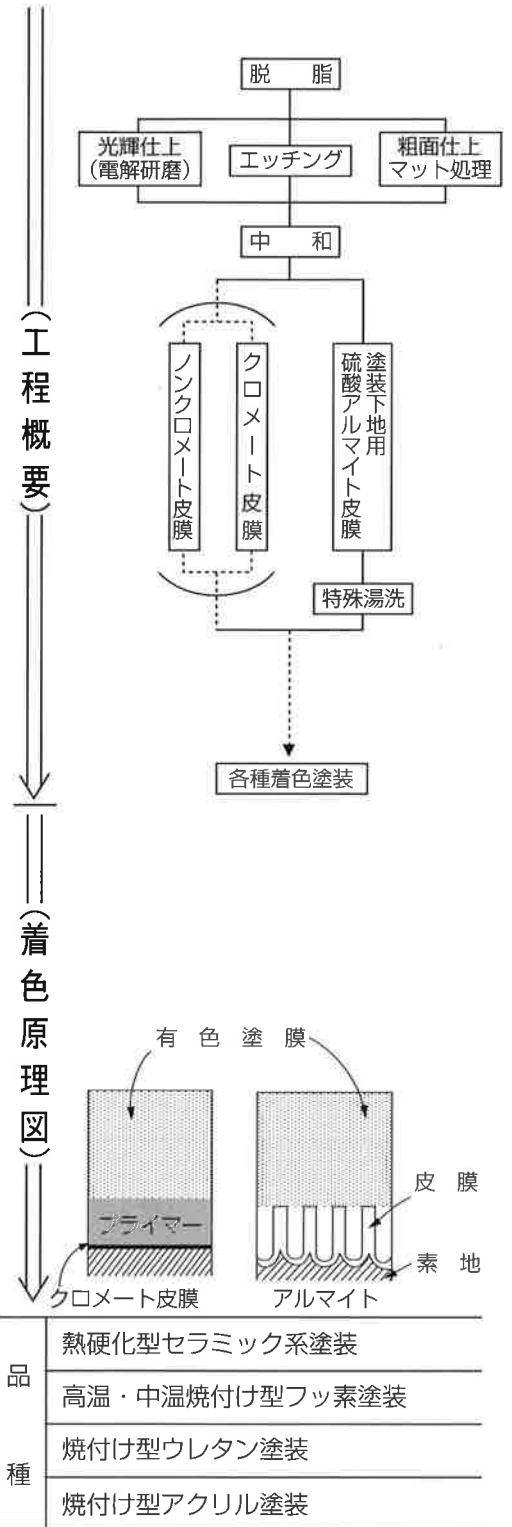 (工程概要)
脱 脂
光輝仕上
(電解研磨)
エッチング
粗面仕上
マット処理
中 和
ノンクロメート皮膜
クロメート皮膜
塗装下地用
硫酸アルマイト皮膜
特殊湯洗
各種着色塗装
(着色原理図)
有色塗膜
プライマー
皮 膜
素 地
クロメート皮膜
アルマイト
品種
熱硬化型セラミック系塗装
高温・中温焼付け型フッ素塗装
焼付け型ウレタン塗装
焼付け型アクリル塗装